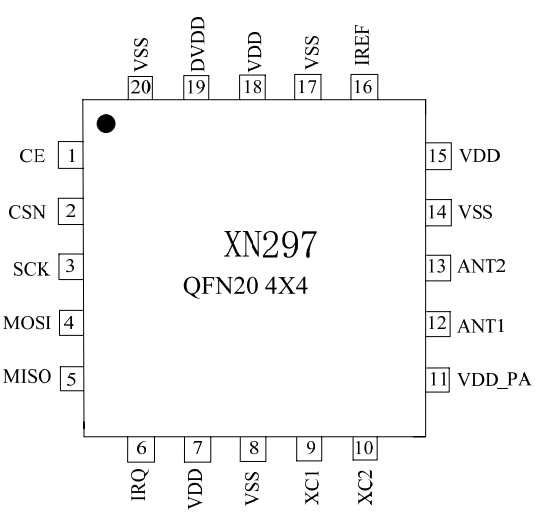 VSS DVDD VDD VSS IREF
20 19 18 17 16
CE 1 15 VDD
CSN 2 14 VSS
XN297
SCK 3 13 ANT2
QFN20 4X4
MOSI 4 12 ANT1
MISO 5 11 VDD_PA
6 7 8 9 10
IRQ VDD VSS XC1 XC2